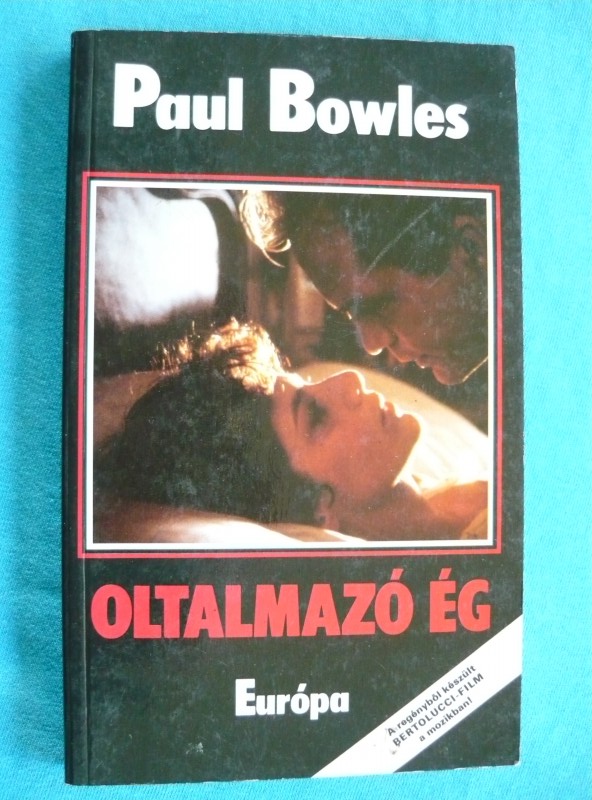 Paul Bowles
OLTALMAZÓ ÉG
Európa
A regényből készült
BERTOLUCCI-FILM
a mozikban!